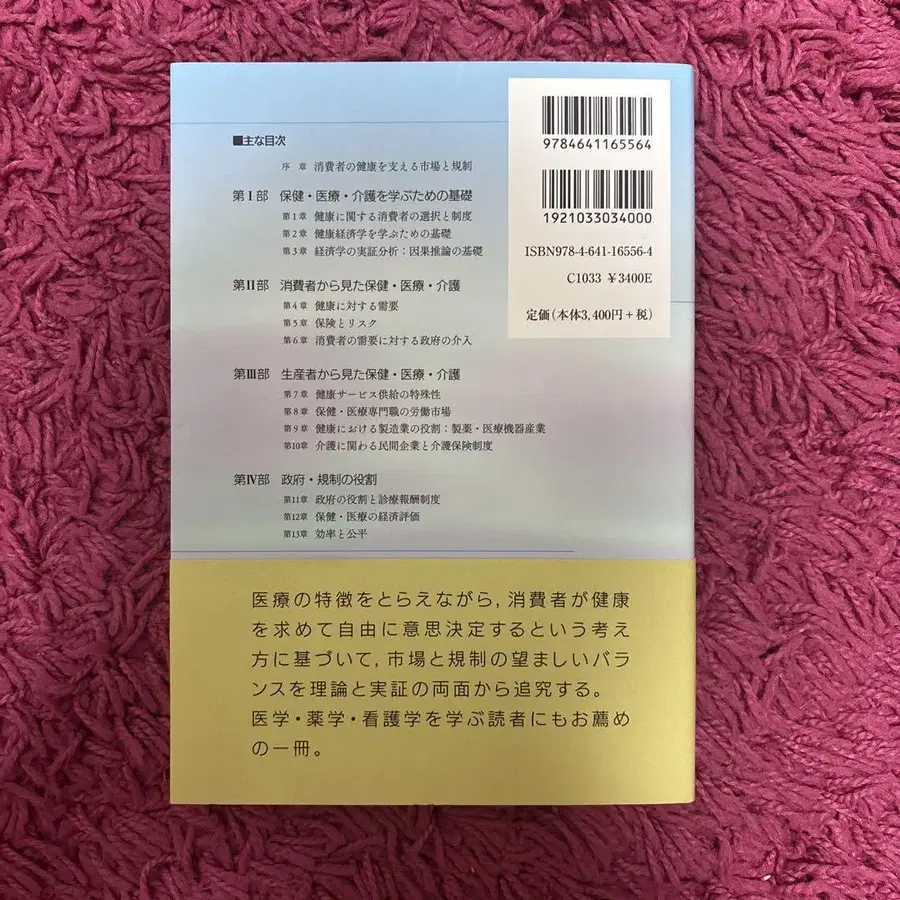 ■主な目次
序 章 消費者の健康を支える市場と規制
第Ⅰ部 保健・医療・介護を学ぶための基礎
第1章 健康に関する消費者の選択と制度
第2章 健康経済学を学ぶための基礎
第3章 経済学の実証分析：因果推論の基礎
第Ⅱ部 消費者から見た保健・医療・介護
第4章 健康に対する需要
第5章 保険とリスク
第6章 消費者の需要に対する政府の介入
第Ⅲ部 生産者から見た保健・医療・介護
第7章 健康サービス供給の特殊性
第8章 保健・医療専門職の労働市場
第9章 健康における製造業の役割：製薬・医療機器産業
第10章 介護に関わる民間企業と介護保険制度
第Ⅳ部 政府・規制の役割
第11章 政府の役割と診療報酬制度
第12章 保健・医療の経済評価
第13章 効率と公平
9784641165564
1921033034000
ISBN978-4-641-16556-4
C1033 ¥3400E
定価(本体3,400円+税)
医療の特徴をとらえながら,消費者が健康
を求めて自由に意思決定するという考え
方に基づいて,市場と規制の望ましいバラ
ンスを理論と実証の両面から追究する。
医学・薬学・看護学を学ぶ読者にもお薦め
の一冊。